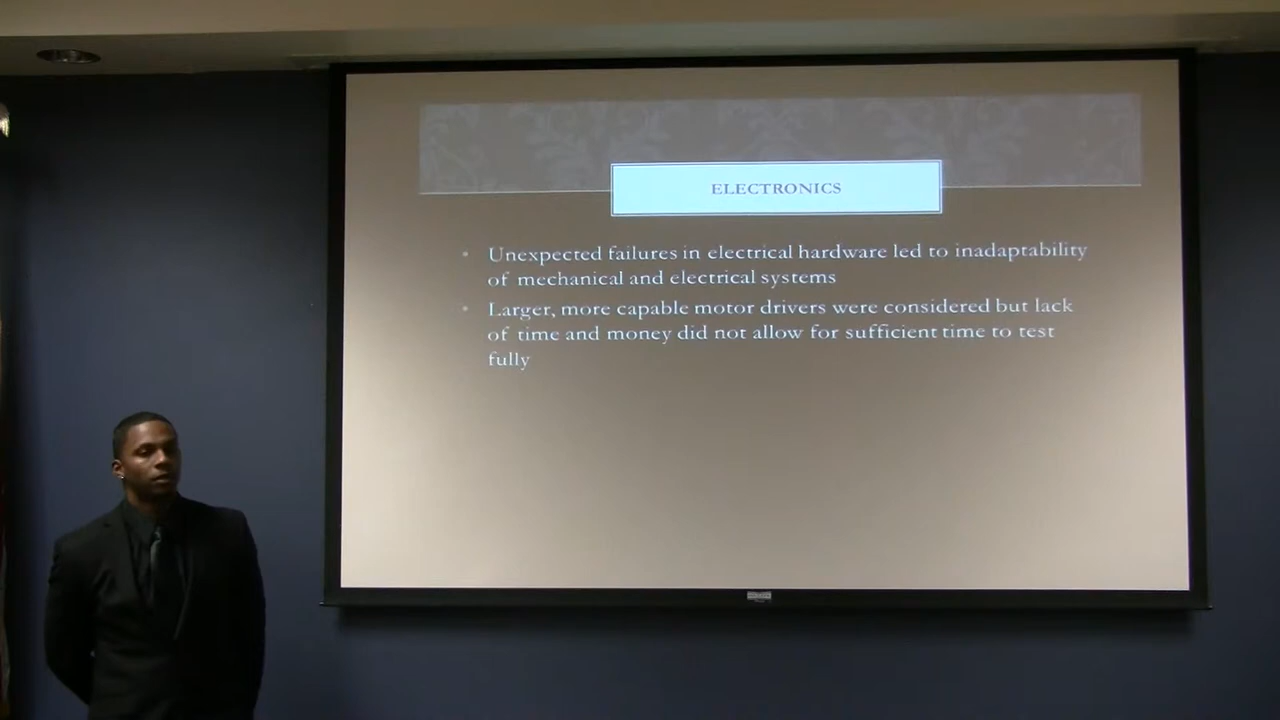 ELECTRONICS
Unexpected failures in electrical hardware led to inadaptability
of mechanical and electrical systems
Larger, more capable motor drivers were considered but lack
of time and money did not allow for sufficient time to test
fully